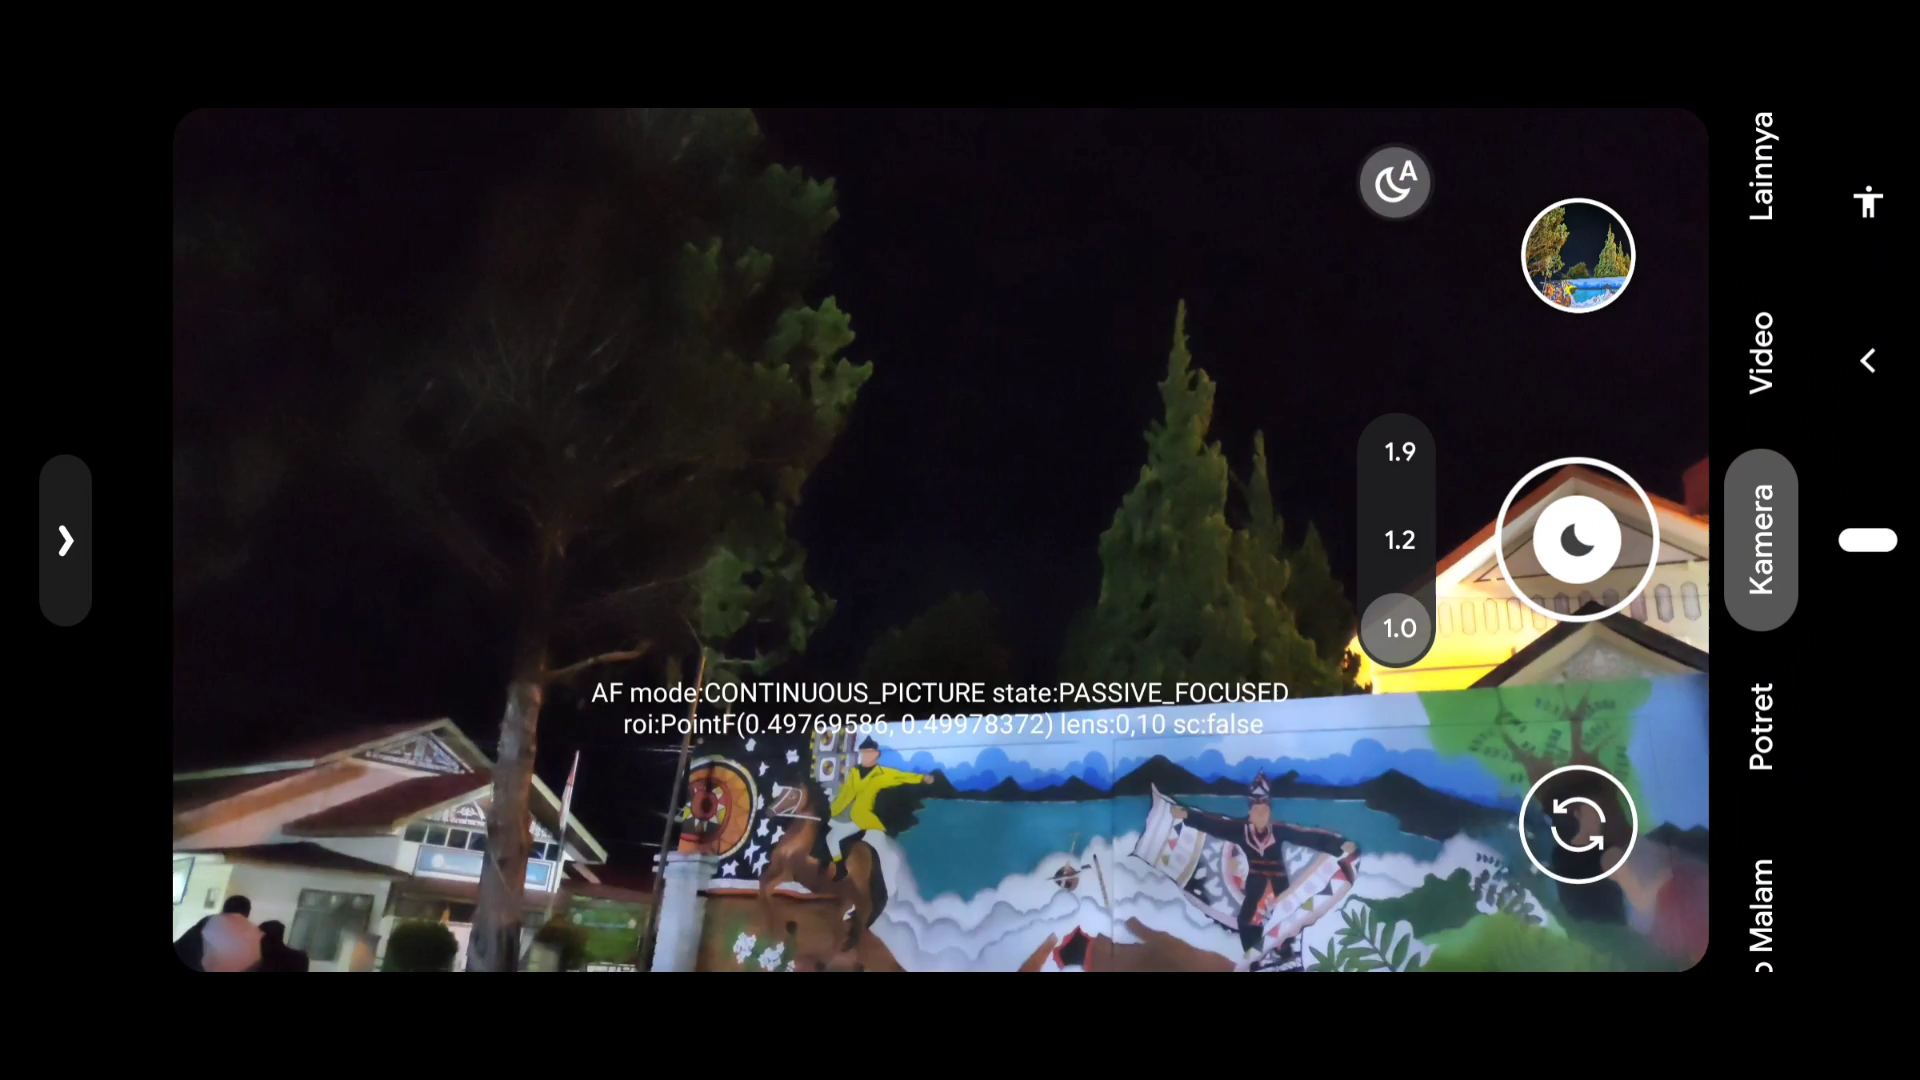 AF mode:CONTINUOUS_PICTURE state:PASSIVE_FOCUSED
roi:PointF(0.49769586, 0.49978372) lens:0,10 sc:false
A
1.9
1.2
1.0
Lainnya
Video
Kamera
Potret
Malam